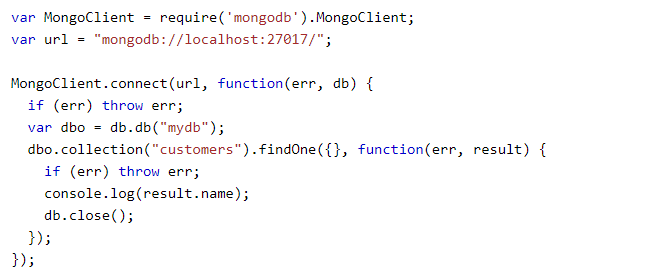 var MongoClient = require('mongodb').MongoClient;
var url = "mongodb://localhost:27017/";

MongoClient.connect(url, function(err, db) {
  if (err) throw err;
  var dbo = db.db("mydb");
  dbo.collection("customers").findOne({}, function(err, result) {
    if (err) throw err;
    console.log(result.name);
    db.close();
  });
});